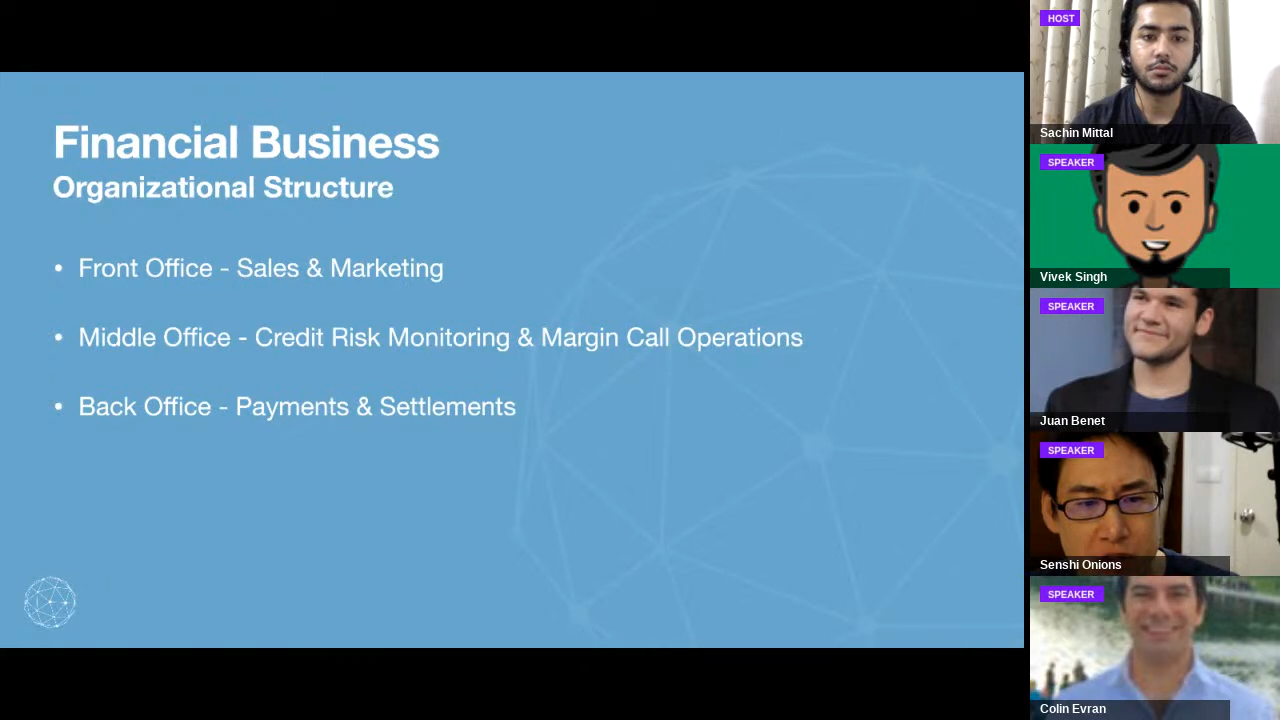 Financial Business
Organizational Structure
• Front Office - Sales & Marketing
• Middle Office - Credit Risk Monitoring & Margin Call Operations
• Back Office - Payments & Settlements
HOST
Sachin Mittal
SPEAKER
Vivek Singh
SPEAKER
Juan Benet
SPEAKER
Senshi Onions
SPEAKER
Colin Evran